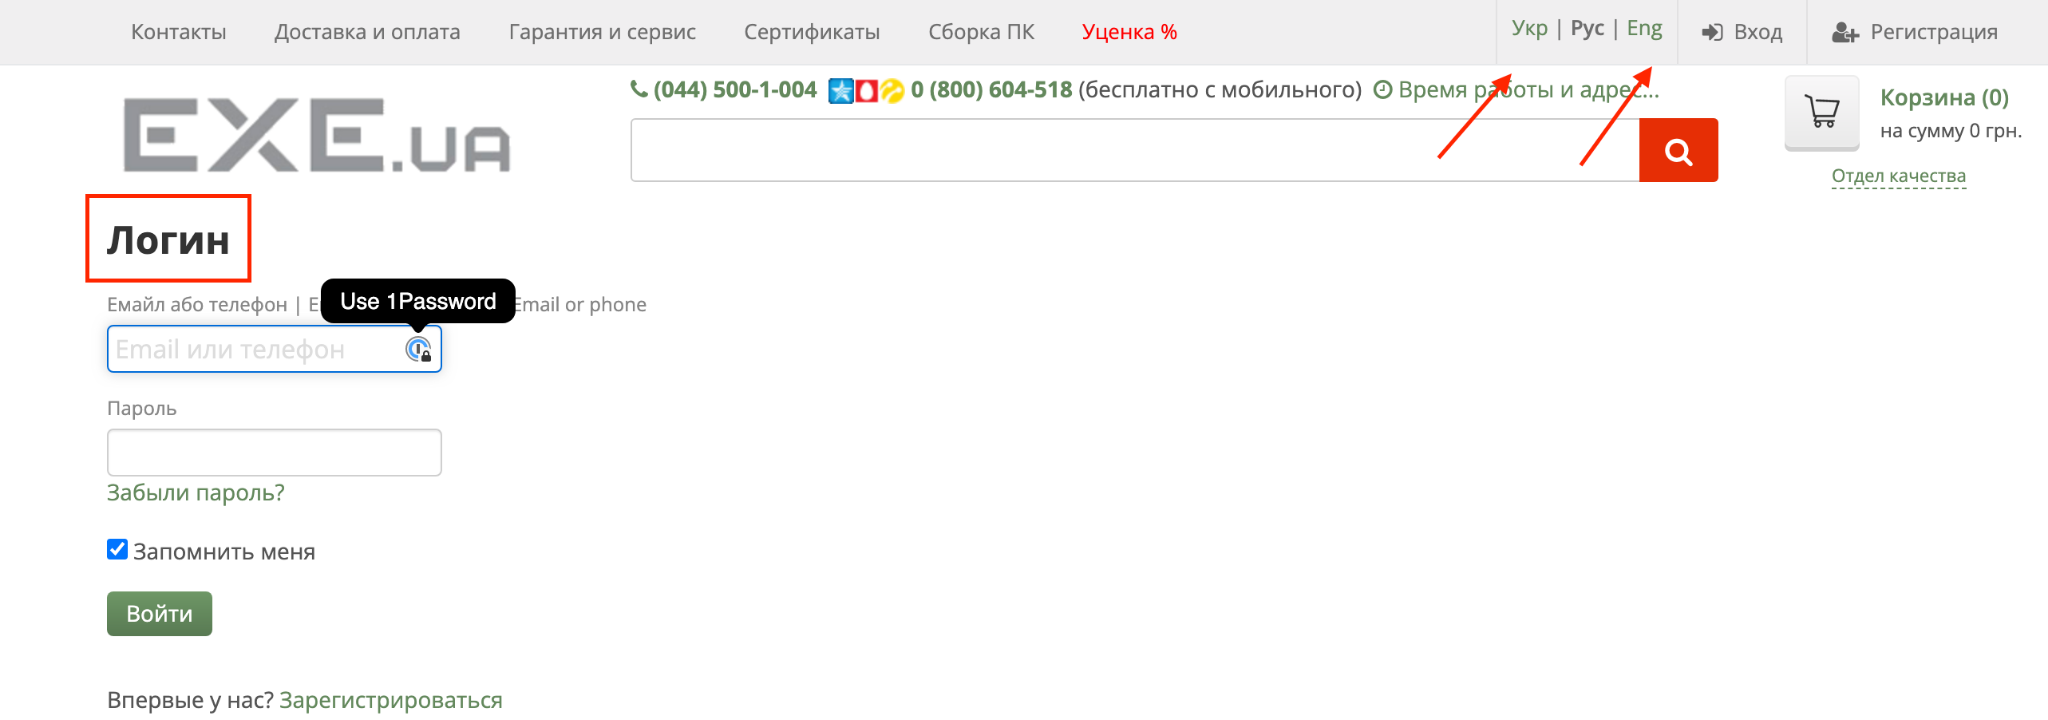 Контакты Доставка и оплата Гарантия и сервис Сертификаты Сборка ПК Уценка % Укр | Рус | Eng Вход Регистрация
(044) 500-1-004 0 (800) 604-518 (бесплатно с мобильного) Время работы и адрес...
EXE.UA
Корзина (0)
на сумму 0 грн.
Отдел качества
Логин
Емайл або телефон | Email or phone
Use 1Password
Email или телефон
Пароль
Забыли пароль?
Запомнить меня
Войти
Впервые у нас? Зарегистрироваться